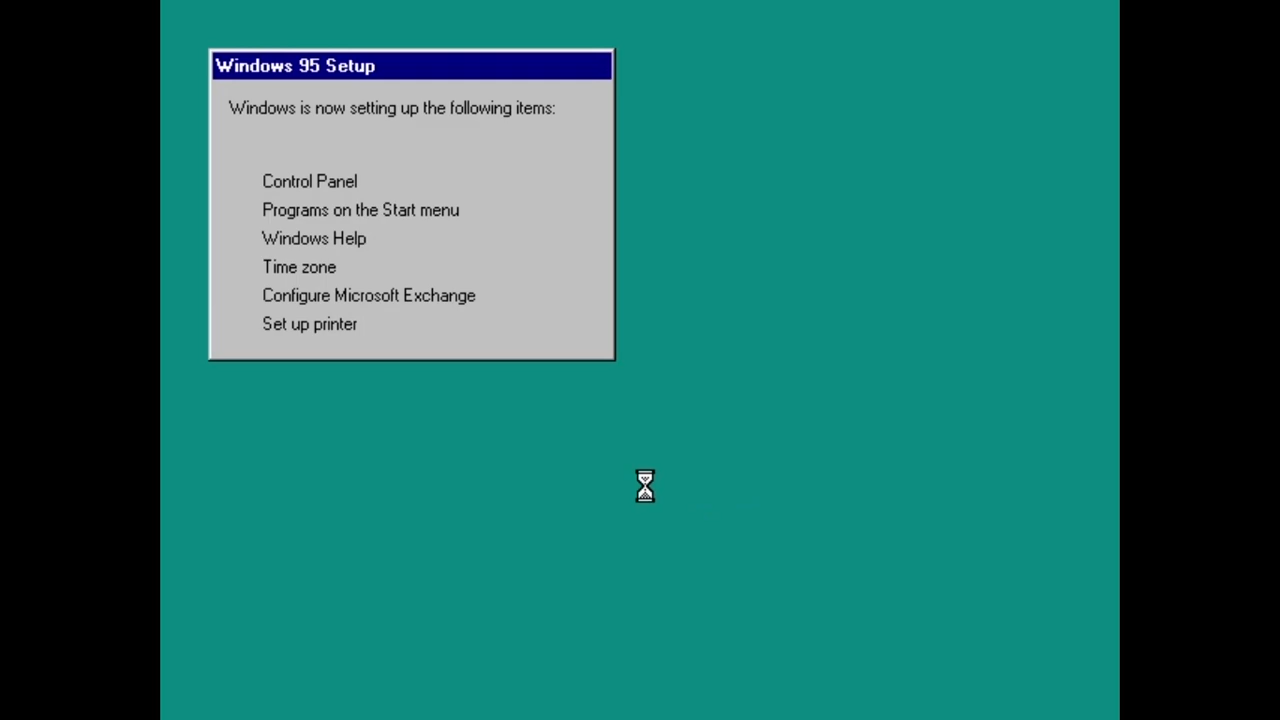 Windows 95 Setup
Windows is now setting up the following items:
Control Panel
Programs on the Start menu
Windows Help
Time zone
Configure Microsoft Exchange
Set up printer